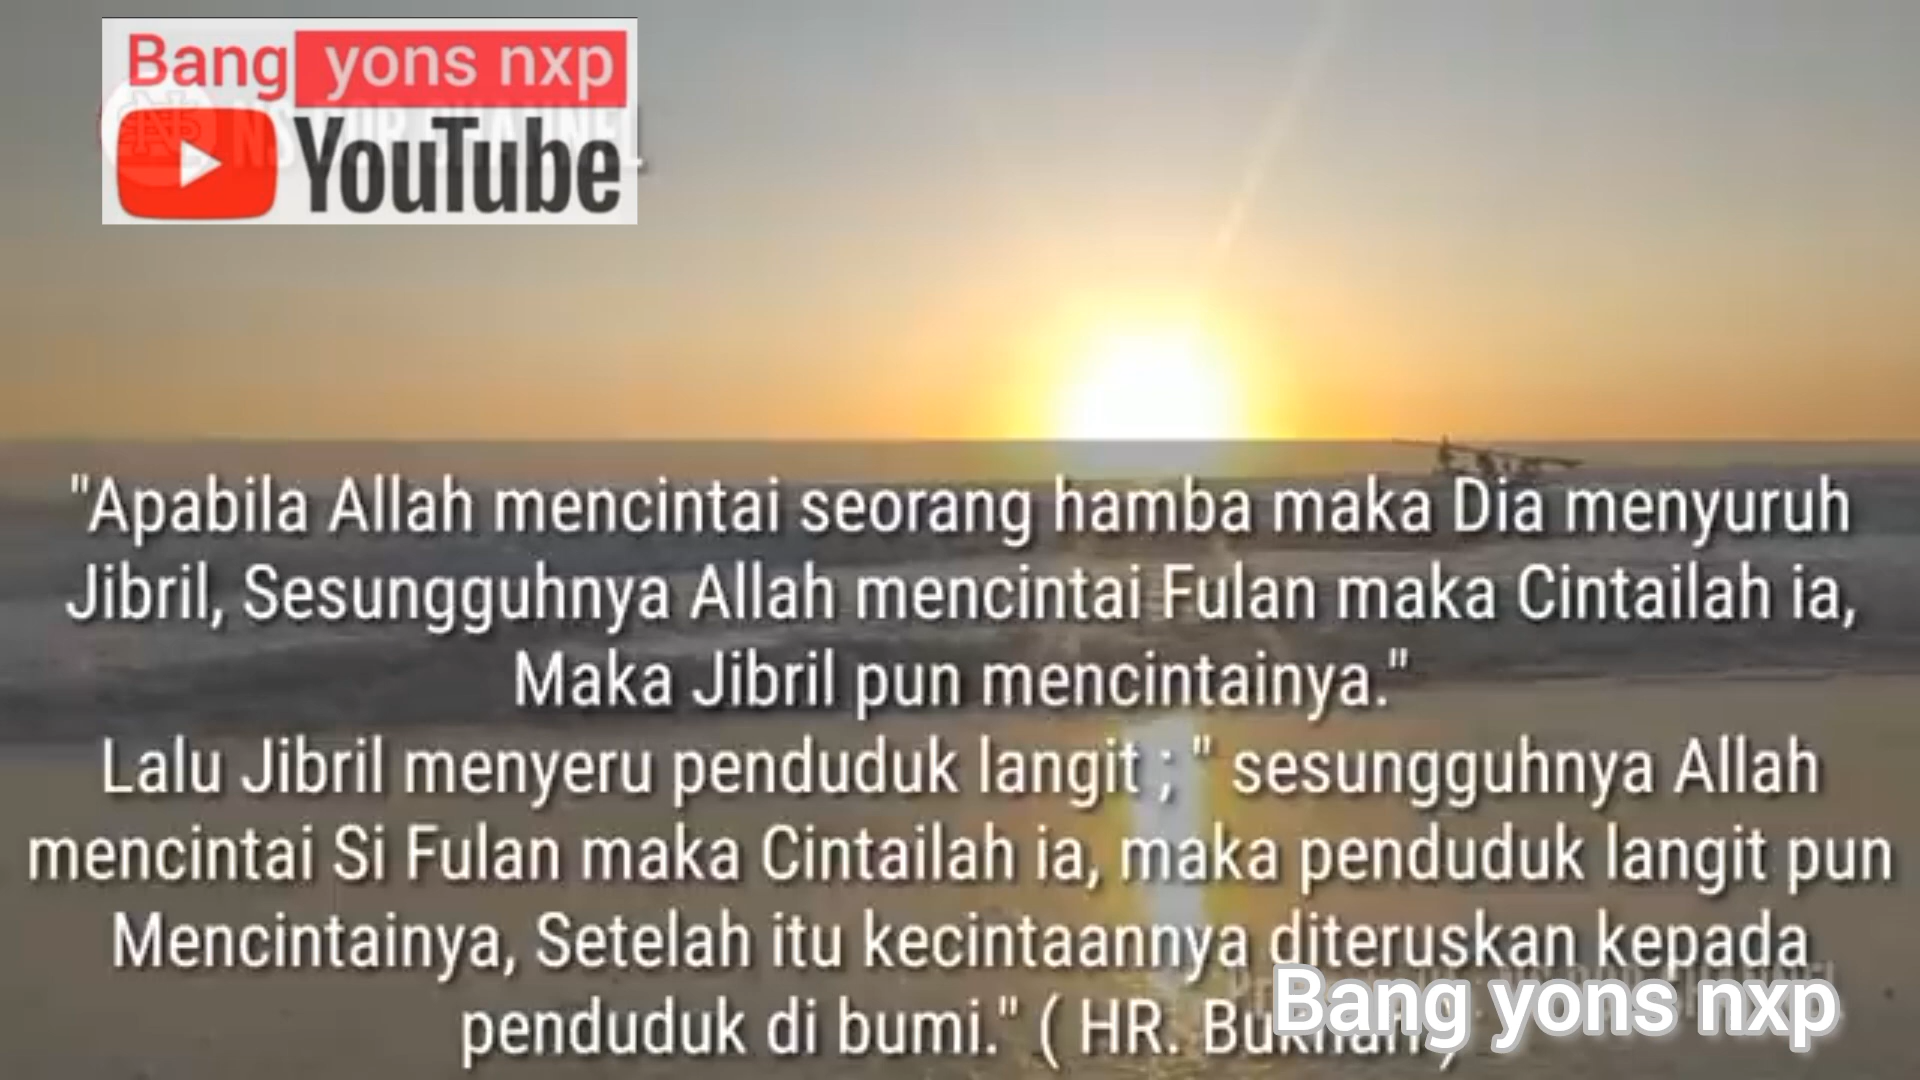 Bang yons nxp
YouTube
"Apabila Allah mencintai seorang hamba maka Dia menyuruh
Jibril, Sesungguhnya Allah mencintai Fulan maka Cintailah ia,
Maka Jibril pun mencintainya."
Lalu Jibril menyeru penduduk langit ; " sesungguhnya Allah
mencintai Si Fulan maka Cintailah ia, maka penduduk langit pun
Mencintainya, Setelah itu kecintaannya diteruskan kepada
penduduk di bumi." ( HR. Bukhari )
Bang yons nxp